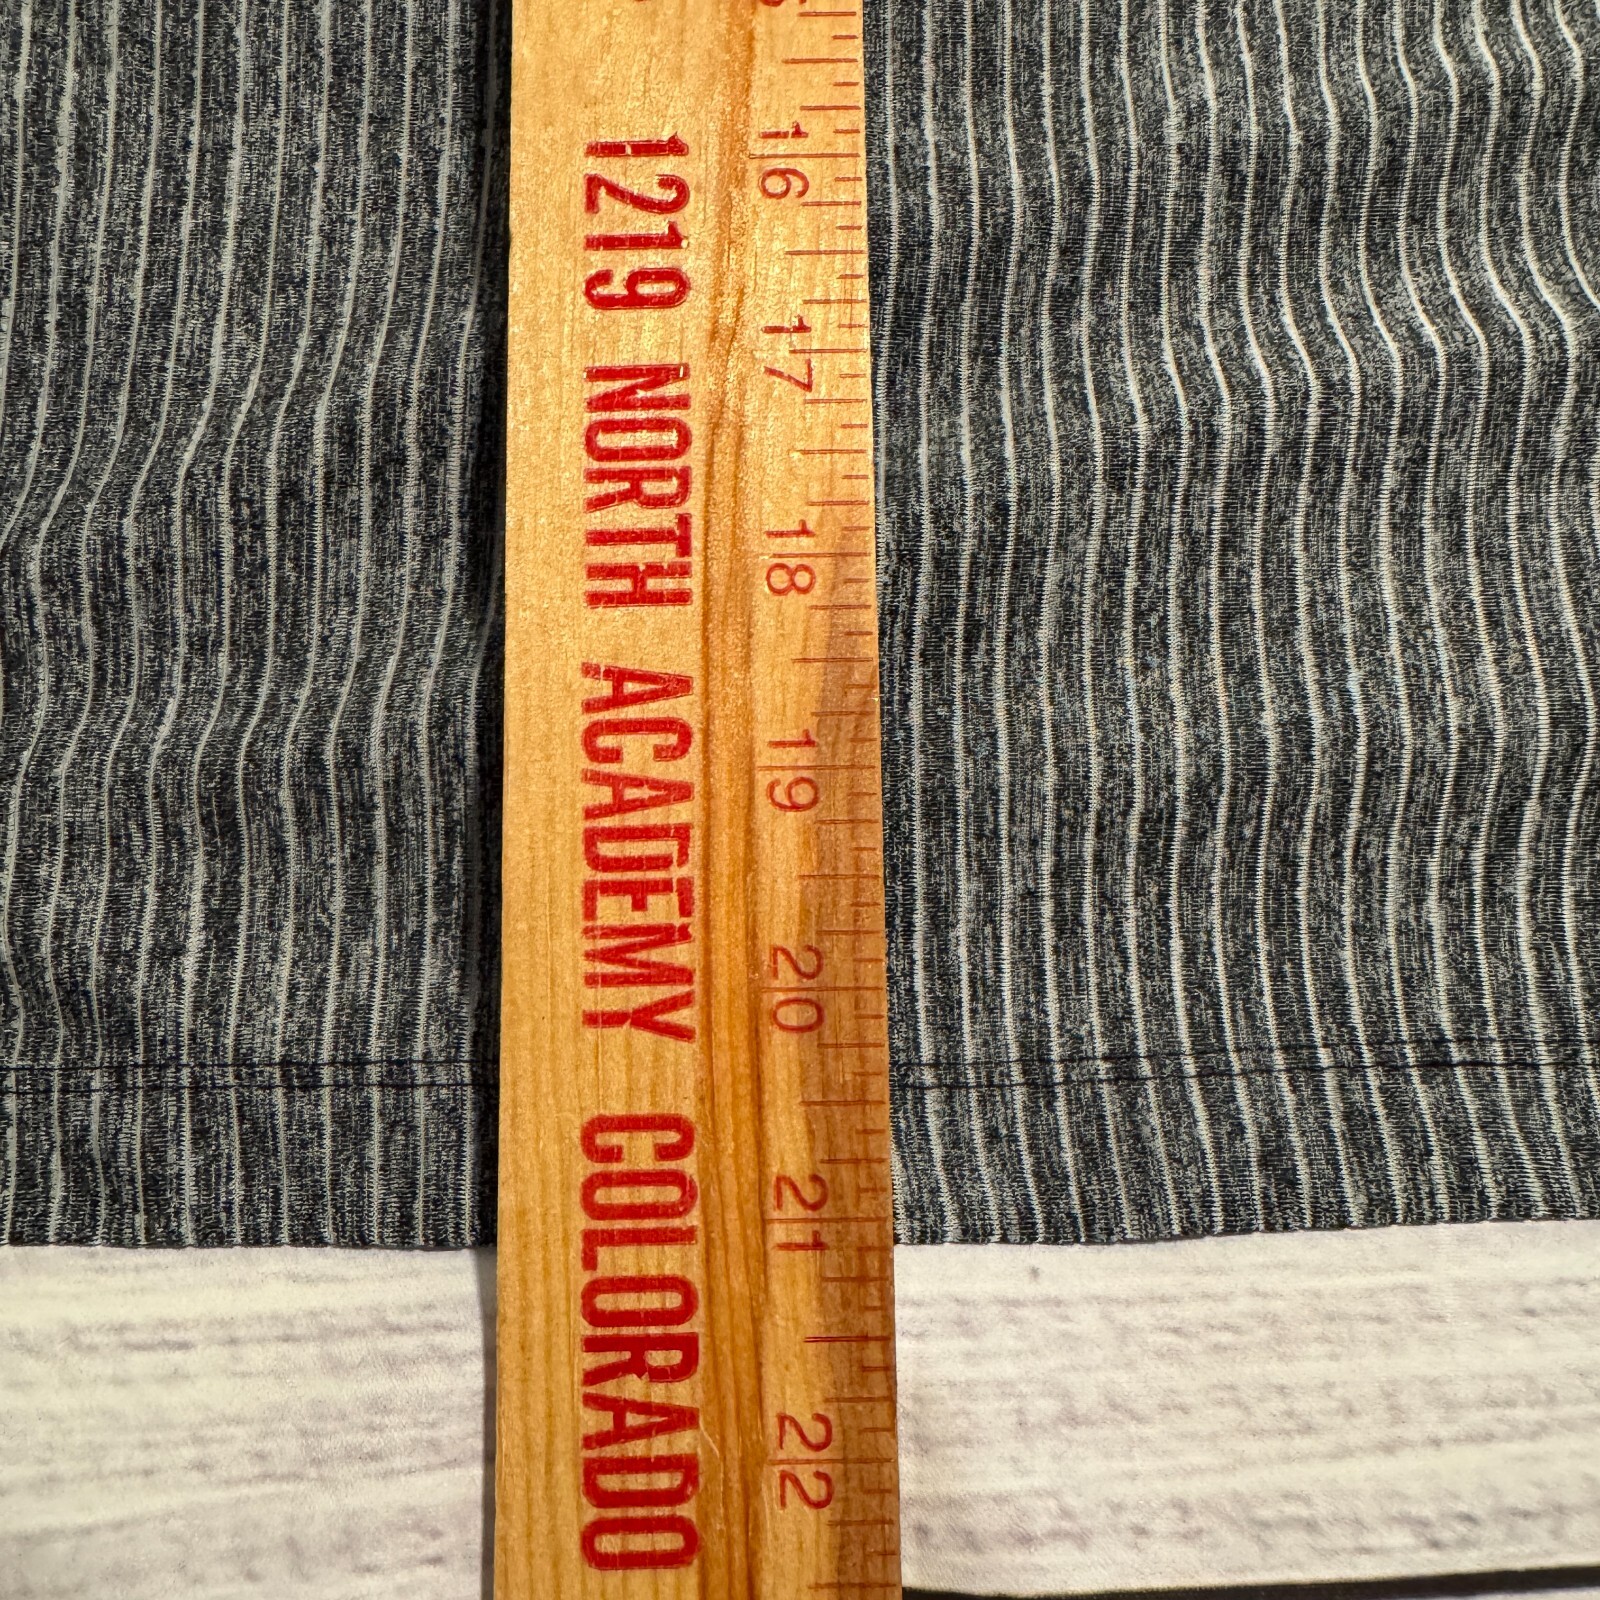 1219 NORTH ACADEMY COLORADO
16 17 18 19 20 21 22